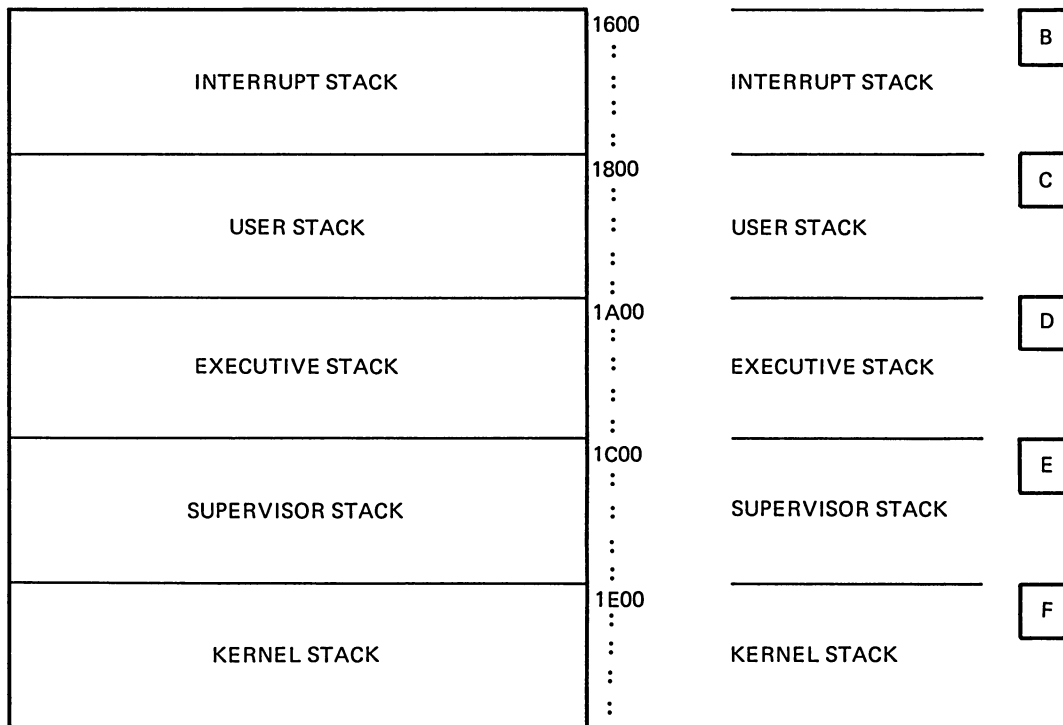 1600
B
INTERRUPT STACK
INTERRUPT STACK
1800
C
USER STACK
USER STACK
1A00
D
EXECUTIVE STACK
EXECUTIVE STACK
1C00
E
SUPERVISOR STACK
SUPERVISOR STACK
1E00
F
KERNEL STACK
KERNEL STACK